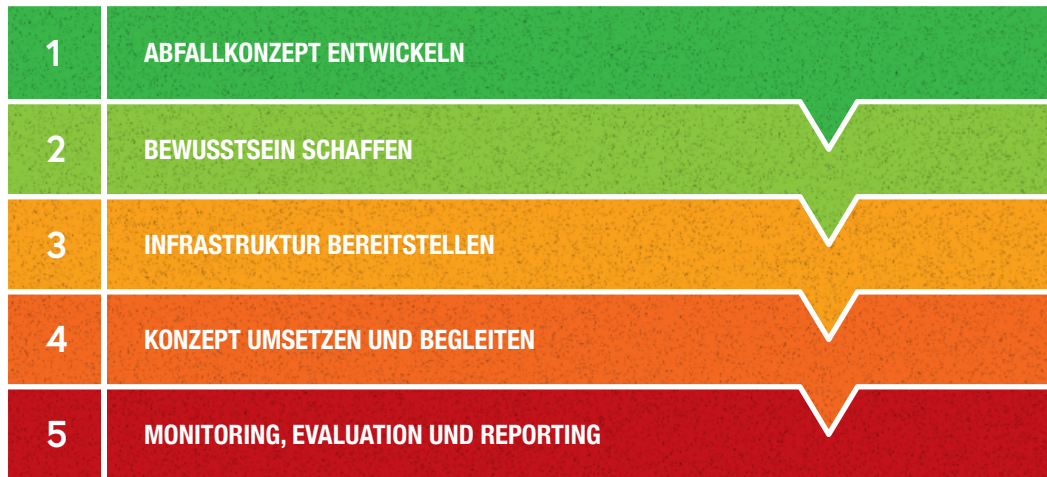 1 ABFALLKONZEPT ENTWICKELN
2 BEWUSSTSEIN SCHAFFEN
3 INFRASTRUKTUR BEREITSTELLEN
4 KONZEPT UMSETZEN UND BEGLEITEN
5 MONITORING, EVALUATION UND REPORTING